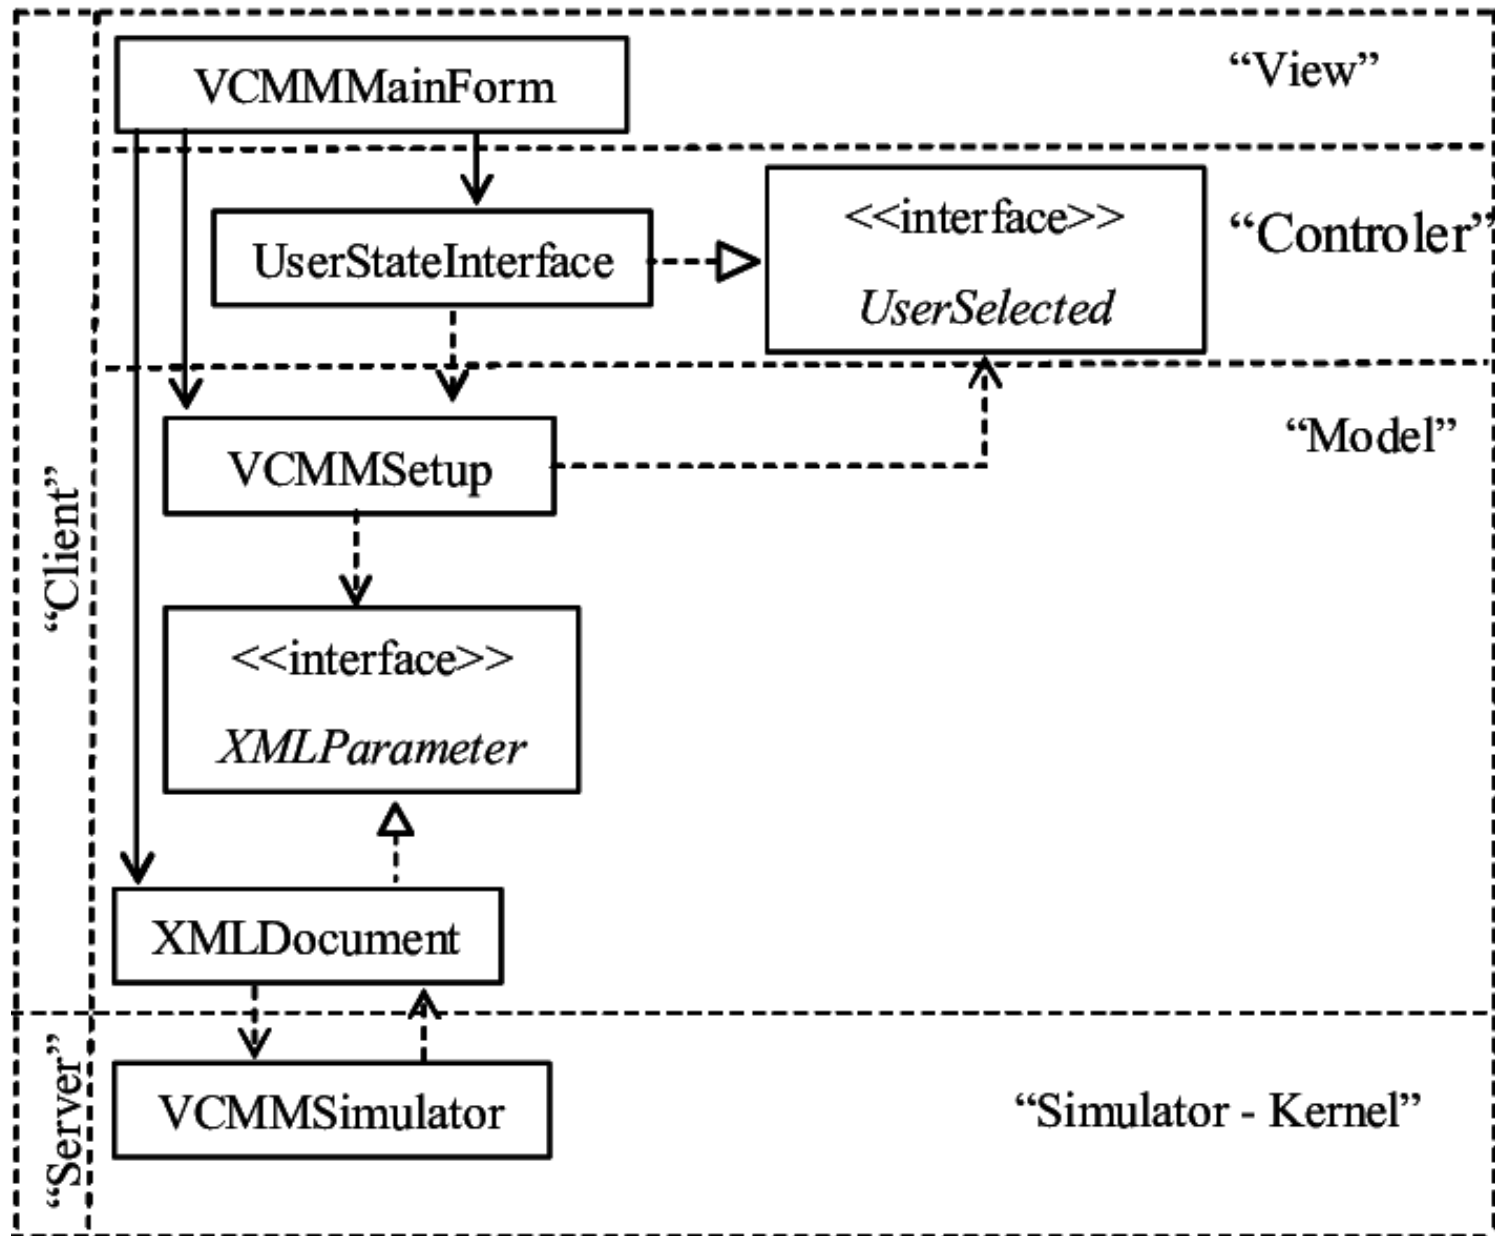 VCMMMainForm
“View”
<<interface>>
UserSelected
“Controler”
UserStateInterface
“Model”
VCMMSetup
“Client”
<<interface>>
XMLParameter
XMLDocument
“Server”
VCMMSimulator
“Simulator - Kernel”